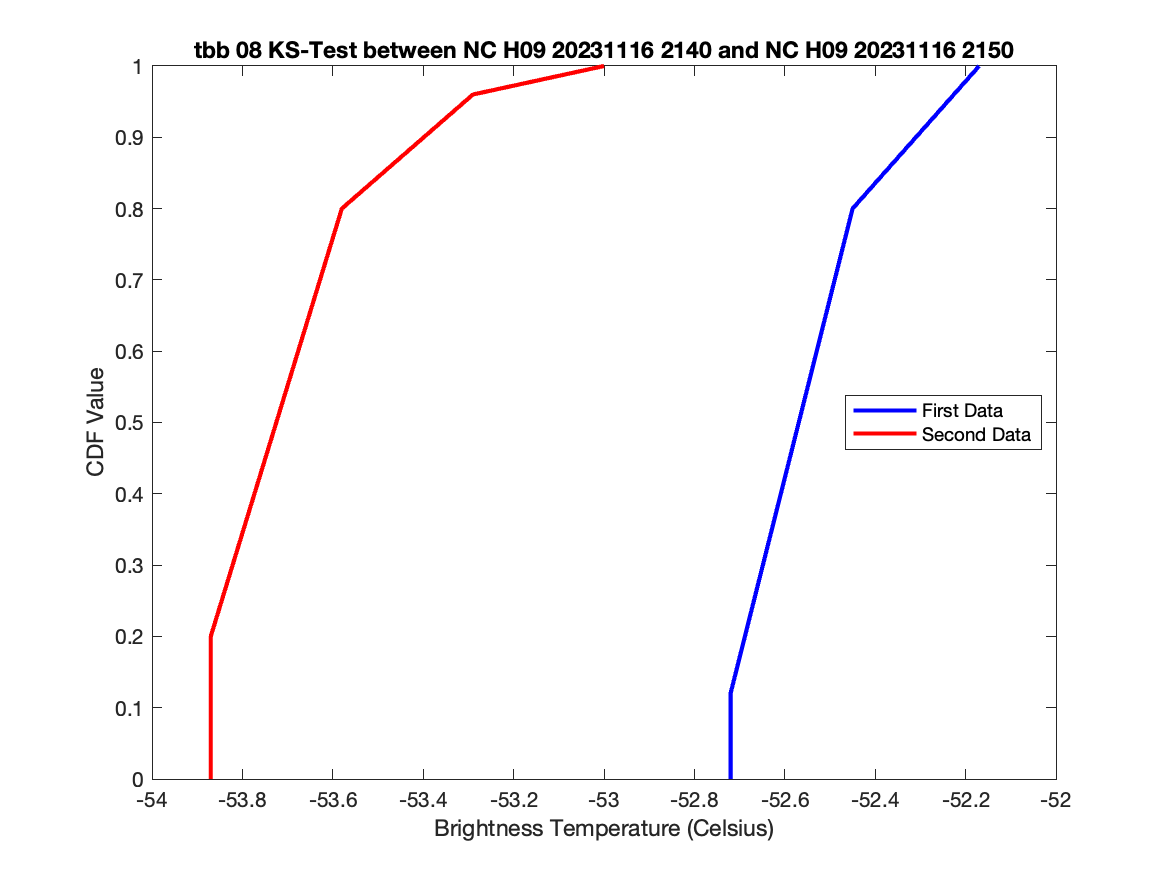 tbb 08 KS-Test between NC H09 20231116 2140 and NC H09 20231116 2150
1
0.9
0.8
0.7
0.6
0.5
0.4
0.3
0.2
0.1
0
CDF Value
First Data
Second Data
-54 -53.8 -53.6 -53.4 -53.2 -53 -52.8 -52.6 -52.4 -52.2 -52
Brightness Temperature (Celsius)